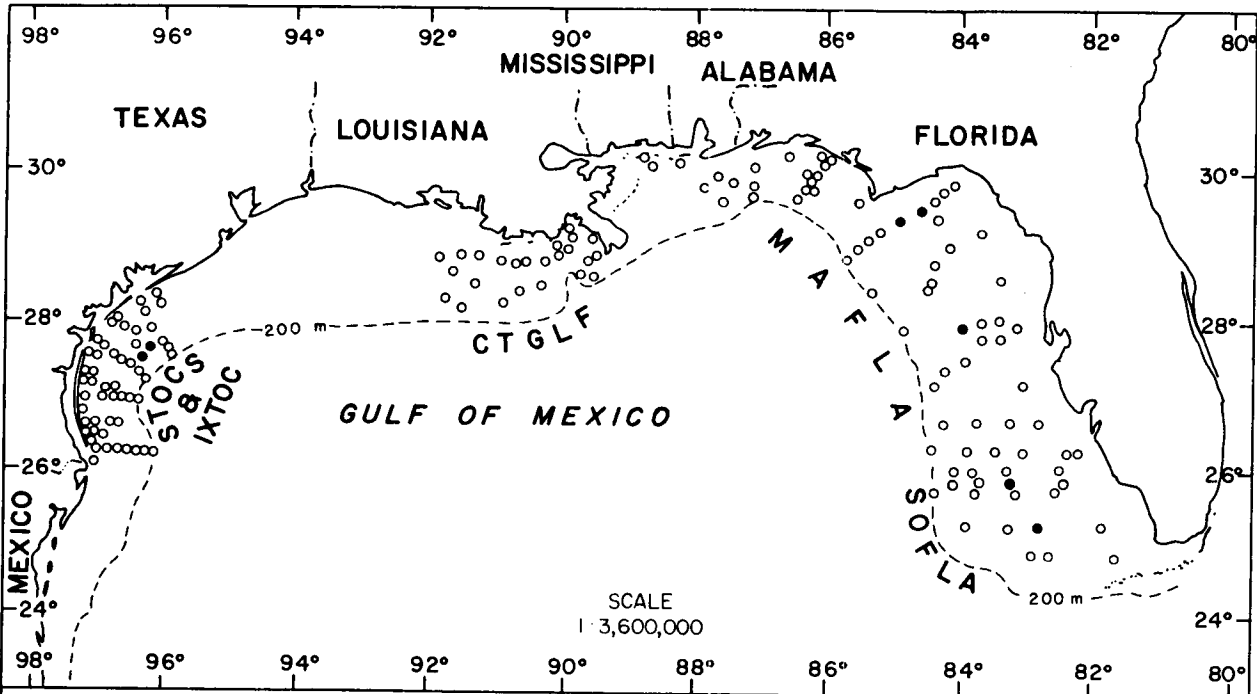 98° 96° 94° 92° 90° 88° 86° 84° 82° 80°
MISSISSIPPI ALABAMA
TEXAS LOUISIANA FLORIDA
30° 30°
MAFLA
28° 200 m 28°
CTGLF
STOCS
&
IXTOC
GULF OF MEXICO
26° 26°
SOFLA
MEXICO
24° 200 m 24°
SCALE
1:3,600,000
98° 96° 94° 92° 90° 88° 86° 84° 82° 80°